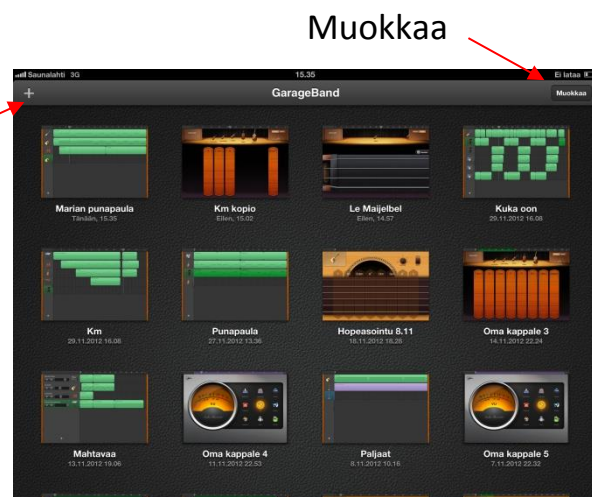 Muokkaa
Saunalahti 3G 15.35 Ei lataa
+ GarageBand Muokkaa
Marian punapaula Km kopio Le Maijelbel Kuka oon
Tänään, 15.35 Eilen, 15.02 Eilen, 14.57 29.11.2012 16.08
Km Punapaula Hopeasointu 8.11 Oma kappale 3
29.11.2012 16.08 27.11.2012 13.36 18.11.2012 18.28 14.11.2012 22.24
Mahtavaa Oma kappale 4 Paljaat Oma kappale 5
13.11.2012 19.06 11.11.2012 22.53 8.11.2012 10.16 7.11.2012 22.32